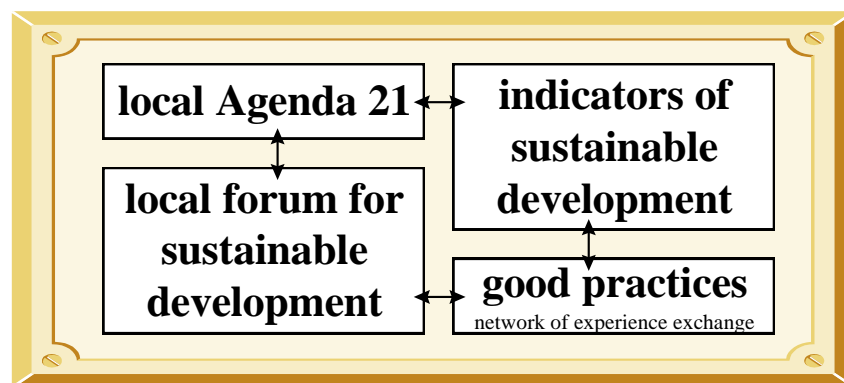 local Agenda 21
indicators of
sustainable
development
local forum for
sustainable
development
good practices
network of experience exchange